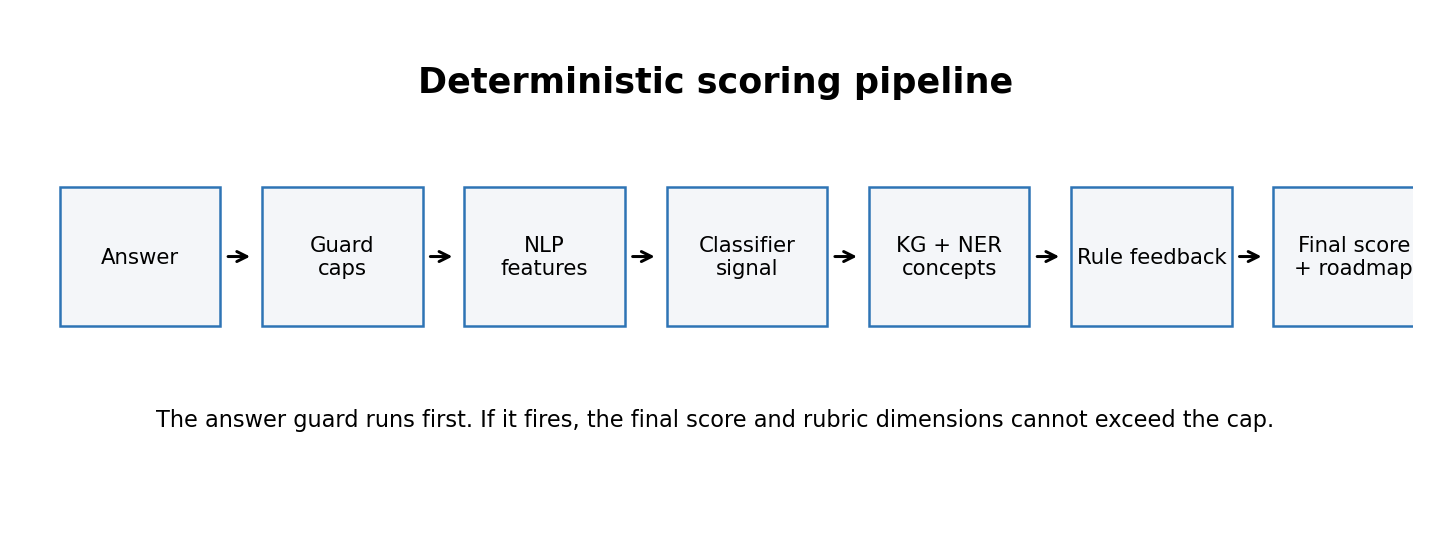 Deterministic scoring pipeline
Answer
Guard
caps
NLP
features
Classifier
signal
KG + NER
concepts
Rule feedback
Final score
+ roadmap
The answer guard runs first. If it fires, the final score and rubric dimensions cannot exceed the cap.